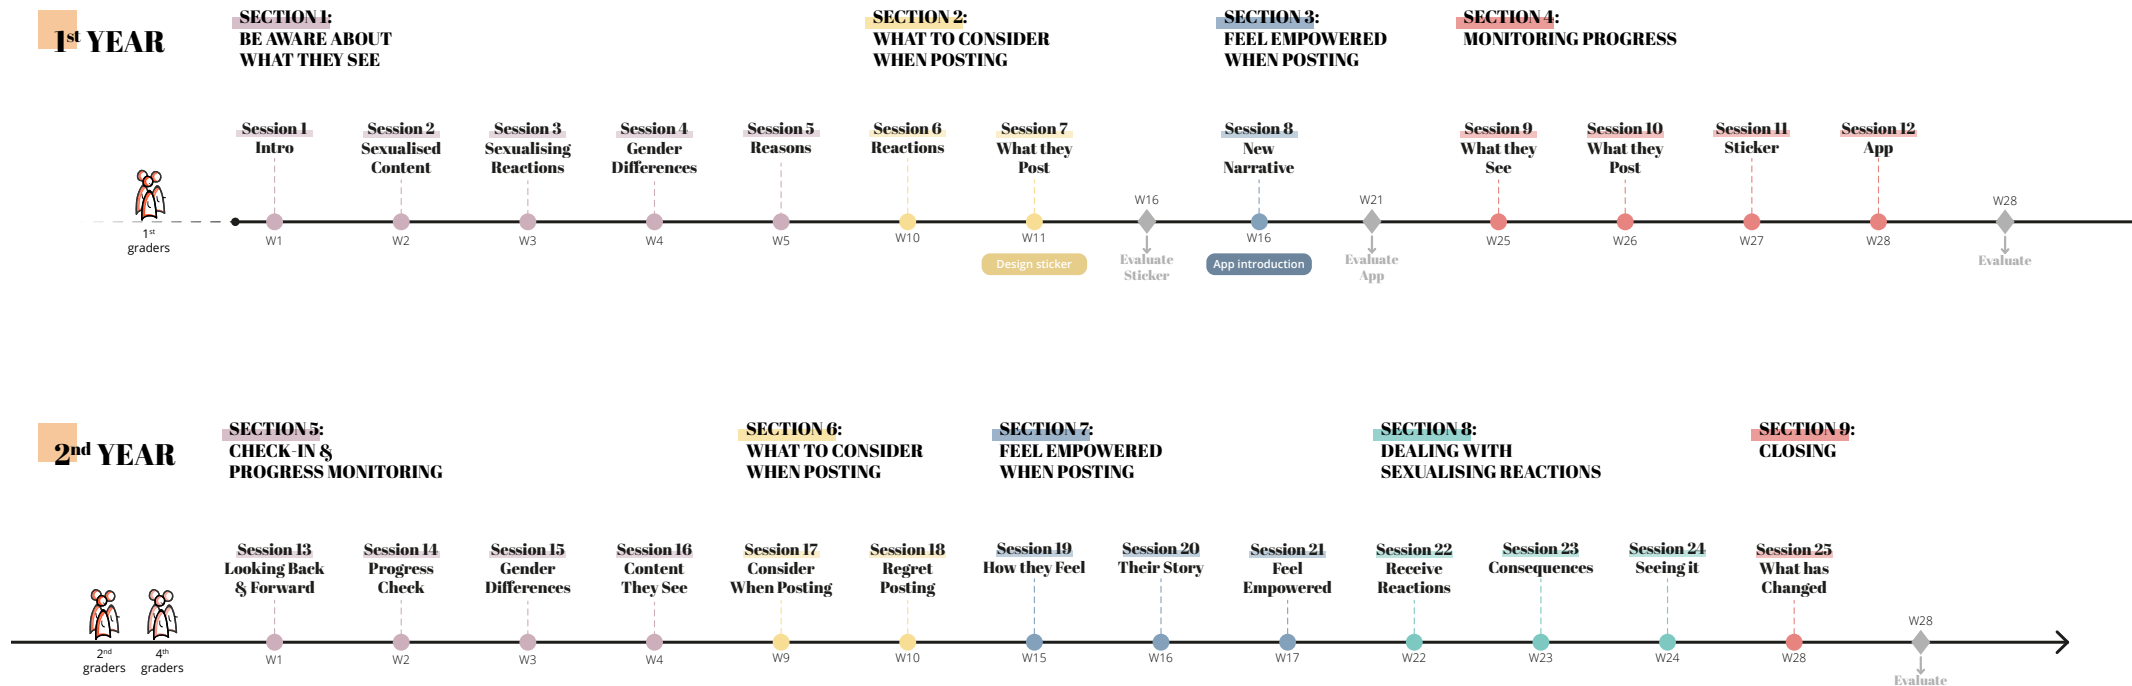 1st YEAR
SECTION 1:
BE AWARE ABOUT
WHAT THEY SEE
SECTION 2:
WHAT TO CONSIDER
WHEN POSTING
SECTION 3:
FEEL EMPOWERED
WHEN POSTING
SECTION 4:
MONITORING PROGRESS
Session 1
Intro
Session 2
Sexualised
Content
Session 3
Sexualising
Reactions
Session 4
Gender
Differences
Session 5
Reasons
Session 6
Reactions
Session 7
What they
Post
Session 8
New
Narrative
Session 9
What they
See
Session 10
What they
Post
Session 11
Sticker
Session 12
App
1st
graders
W1
W2
W3
W4
W5
W10
W11
Design sticker
W16
Evaluate
Sticker
W16
App introduction
W21
Evaluate
App
W25
W26
W27
W28
W28
Evaluate
2nd YEAR
SECTION 5:
CHECK-IN &
PROGRESS MONITORING
SECTION 6:
WHAT TO CONSIDER
WHEN POSTING
SECTION 7:
FEEL EMPOWERED
WHEN POSTING
SECTION 8:
DEALING WITH
SEXUALISING REACTIONS
SECTION 9:
CLOSING
Session 13
Looking Back
& Forward
Session 14
Progress
Check
Session 15
Gender
Differences
Session 16
Content
They See
Session 17
Consider
When Posting
Session 18
Regret
Posting
Session 19
How they Feel
Session 20
Their Story
Session 21
Feel
Empowered
Session 22
Receive
Reactions
Session 23
Consequences
Session 24
Seeing it
Session 25
What has
Changed
2nd
graders
4th
graders
W1
W2
W3
W4
W9
W10
W15
W16
W17
W22
W23
W24
W28
W28
Evaluate